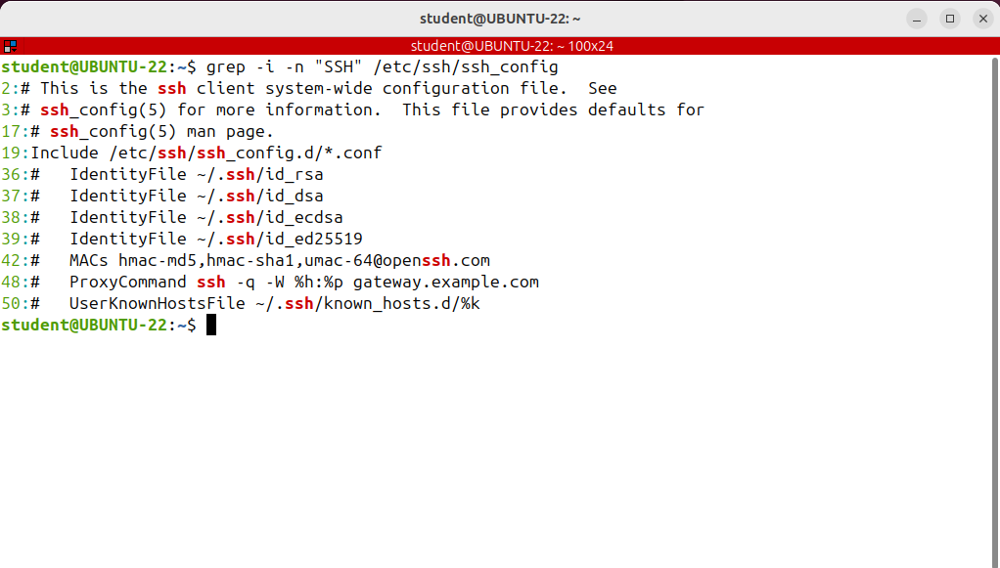 student@UBUNTU-22: ~
student@UBUNTU-22: ~ 100x24
student@UBUNTU-22:~$ grep -i -n "SSH" /etc/ssh/ssh_config
2:# This is the ssh client system-wide configuration file.  See
3:# ssh_config(5) for more information.  This file provides defaults for
17:# ssh_config(5) man page.
19:Include /etc/ssh/ssh_config.d/*.conf
36:#   IdentityFile ~/.ssh/id_rsa
37:#   IdentityFile ~/.ssh/id_dsa
38:#   IdentityFile ~/.ssh/id_ecdsa
39:#   IdentityFile ~/.ssh/id_ed25519
42:#   MACs hmac-md5,hmac-sha1,umac-64@openssh.com
48:#   ProxyCommand ssh -q -W %h:%p gateway.example.com
50:#   UserKnownHostsFile ~/.ssh/known_hosts.d/%k
student@UBUNTU-22:~$